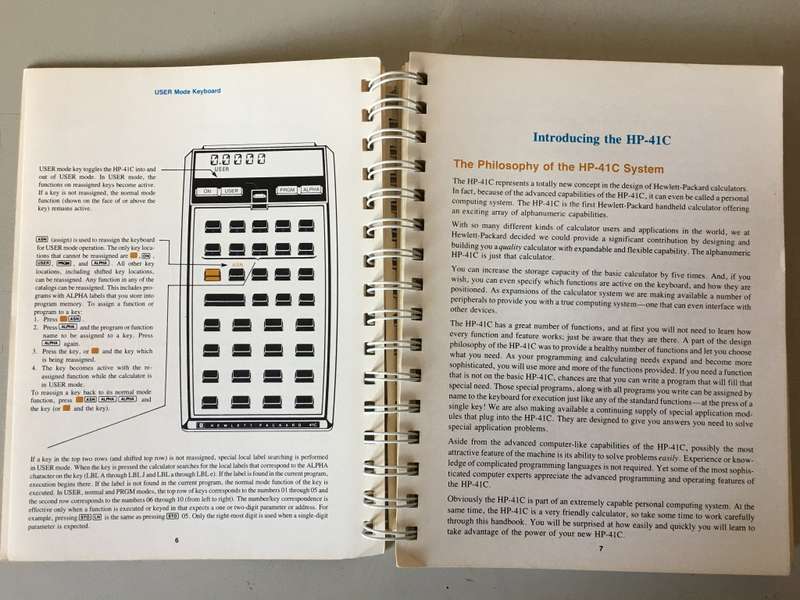 USER Mode Keyboard
USER mode key toggles the HP-41C into and
out of USER mode. In USER mode, the
functions on reassigned keys become active.
If a key is not reassigned, the normal mode
function (shown on the face of or above the
key) remains active.
ASN (assign) is used to reassign the keyboard
for USER mode operation. The only key loca-
tions that cannot be reassigned are , ON ,
USER , PRGM , and ALPHA . All other key
locations, including shifted key locations,
can be reassigned. Any function in any of the
catalogs can be reassigned. This includes pro-
grams with ALPHA labels that you store into
program memory. To assign a function or
program to a key:
1. Press ASN
2. Press ALPHA and the program or function
name to be assigned to a key. Press
ALPHA again.
3. Press the key, or and the key which
is being reassigned.
4. The key becomes active with the re-
assigned function while the calculator is
in USER mode.
To reassign a key back to its normal mode
function, press ASN ALPHA ALPHA and
the key (or and the key).
0.0000
USER
ON USER PRGM ALPHA
ASN
HEWLETT·PACKARD 41C
If a key in the top two rows (and shifted top row) is not reassigned, special local label searching is performed
in USER mode. When the key is pressed the calculator searches for the local labels that correspond to the ALPHA
character on the key (LBL A through LBL J and LBL a through LBL e). If the label is found in the current program,
execution begins there. If the label is not found in the current program, the normal mode function of the key is
executed. In USER, normal and PRGM modes, the top row of keys corresponds to the numbers 01 through 05 and
the second row corresponds to the numbers 06 through 10 (from left to right). The number/key correspondence is
effective only when a function is executed or keyed in that expects a one or two-digit parameter or address. For
example, pressing STO LN is the same as pressing STO 05. Only the right-most digit is used when a single-digit
parameter is expected.
6
Introducing the HP-41C
The Philosophy of the HP-41C System
The HP-41C represents a totally new concept in the design of Hewlett-Packard calculators.
In fact, because of the advanced capabilities of the HP-41C, it can even be called a personal
computing system. The HP-41C is the first Hewlett-Packard handheld calculator offering
an exciting array of alphanumeric capabilities.
With so many different kinds of calculator users and applications in the world, we at
Hewlett-Packard decided we could provide a significant contribution by designing and
building you a quality calculator with expandable and flexible capability. The alphanumeric
HP-41C is just that calculator.
You can increase the storage capacity of the basic calculator by five times. And, if you
wish, you can even specify which functions are active on the keyboard, and how they are
positioned. As expansions of the calculator system we are making available a number of
peripherals to provide you with a true computing system—one that can even interface with
other devices.
The HP-41C has a great number of functions, and at first you will not need to learn how
every function and feature works; just be aware that they are there. A part of the design
philosophy of the HP-41C was to provide a healthy number of functions and let you choose
what you need. As your programming and calculating needs expand and become more
sophisticated, you will use more and more of the functions provided. If you need a function
that is not on the basic HP-41C, chances are that you can write a program that will fill that
special need. Those special programs, along with all programs you write can be assigned by
name to the keyboard for execution just like any of the standard functions—at the press of a
single key! We are also making available a continuing supply of special application mod-
ules that plug into the HP-41C. They are designed to give you answers you need to solve
special application problems.
Aside from the advanced computer-like capabilities of the HP-41C, possibly the most
attractive feature of the machine is its ability to solve problems easily. Experience or know-
ledge of complicated programming languages is not required. Yet some of the most sophis-
ticated computer experts appreciate the advanced programming and operating features of
the HP-41C.
Obviously the HP-41C is part of an extremely capable personal computing system. At the
same time, the HP-41C is a very friendly calculator, so take some time to work carefully
through this handbook. You will be surprised at how easily and quickly you will learn to
take advantage of the power of your new HP-41C.
7